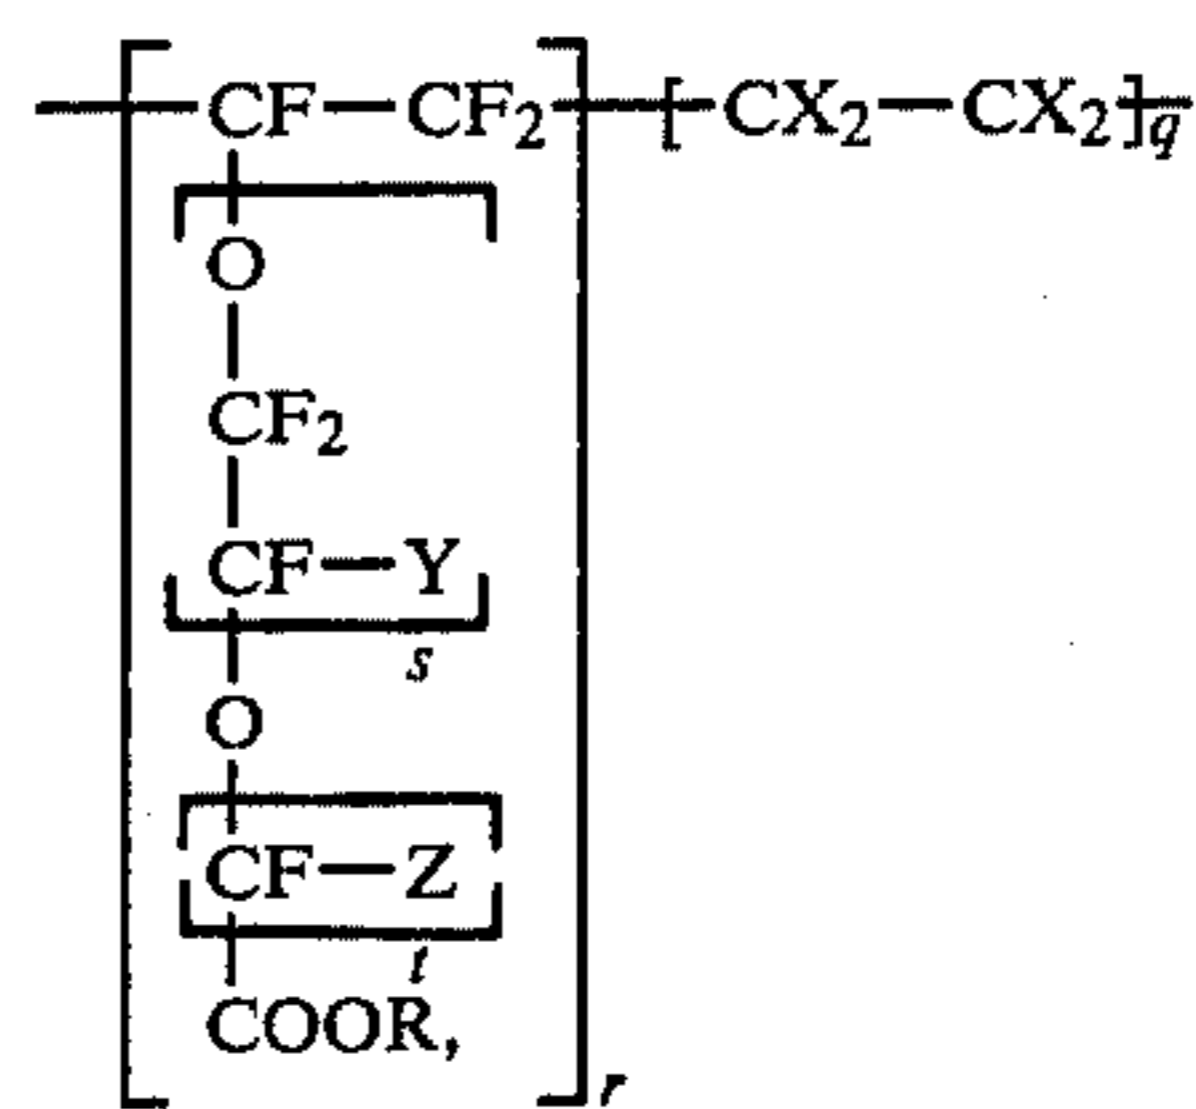 CF—CF2 [CX2—CX2]q
O
CF2
CF—Y
s
O
CF—Z
t
COOR,
r